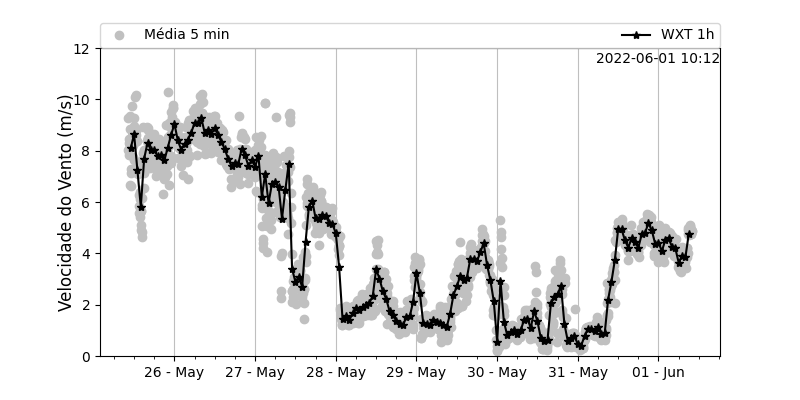 Média 5 min
WXT 1h
2022-06-01 10:12
Velocidade do Vento (m/s)
12
10
8
6
4
2
0
26 - May
27 - May
28 - May
29 - May
30 - May
31 - May
01 - Jun